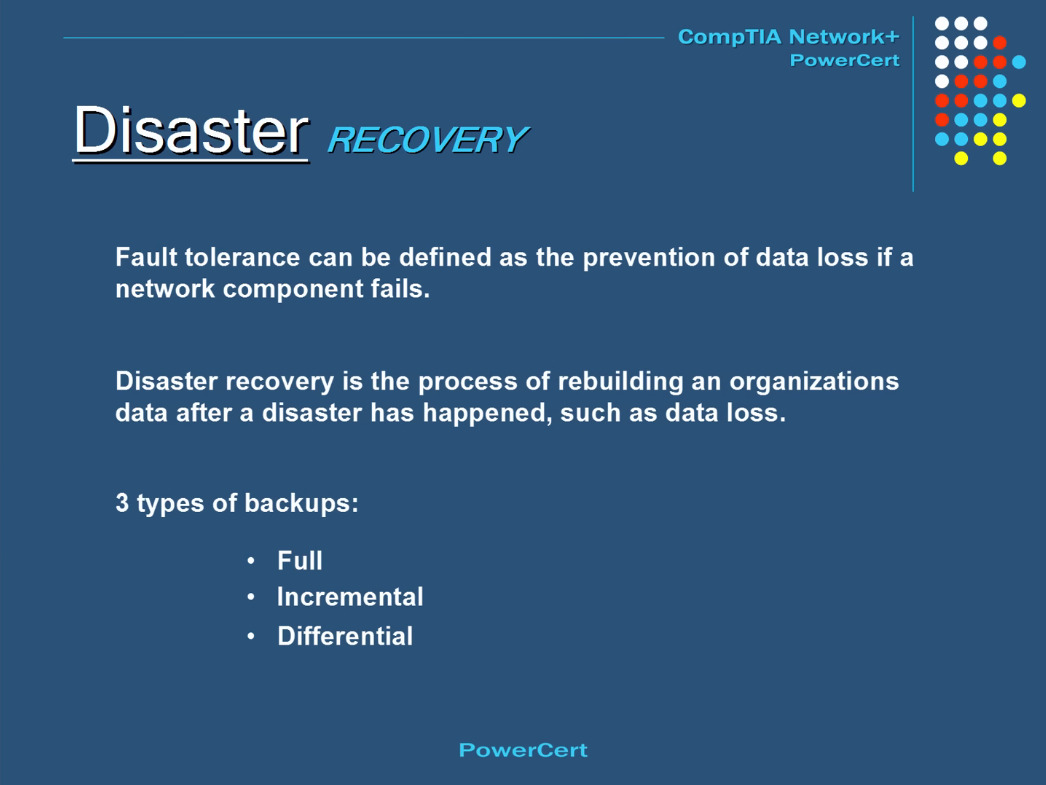 CompTIA Network+
PowerCert
Disaster RECOVERY
Fault tolerance can be defined as the prevention of data loss if a
network component fails.
Disaster recovery is the process of rebuilding an organizations
data after a disaster has happened, such as data loss.
3 types of backups:
• Full
• Incremental
• Differential
PowerCert